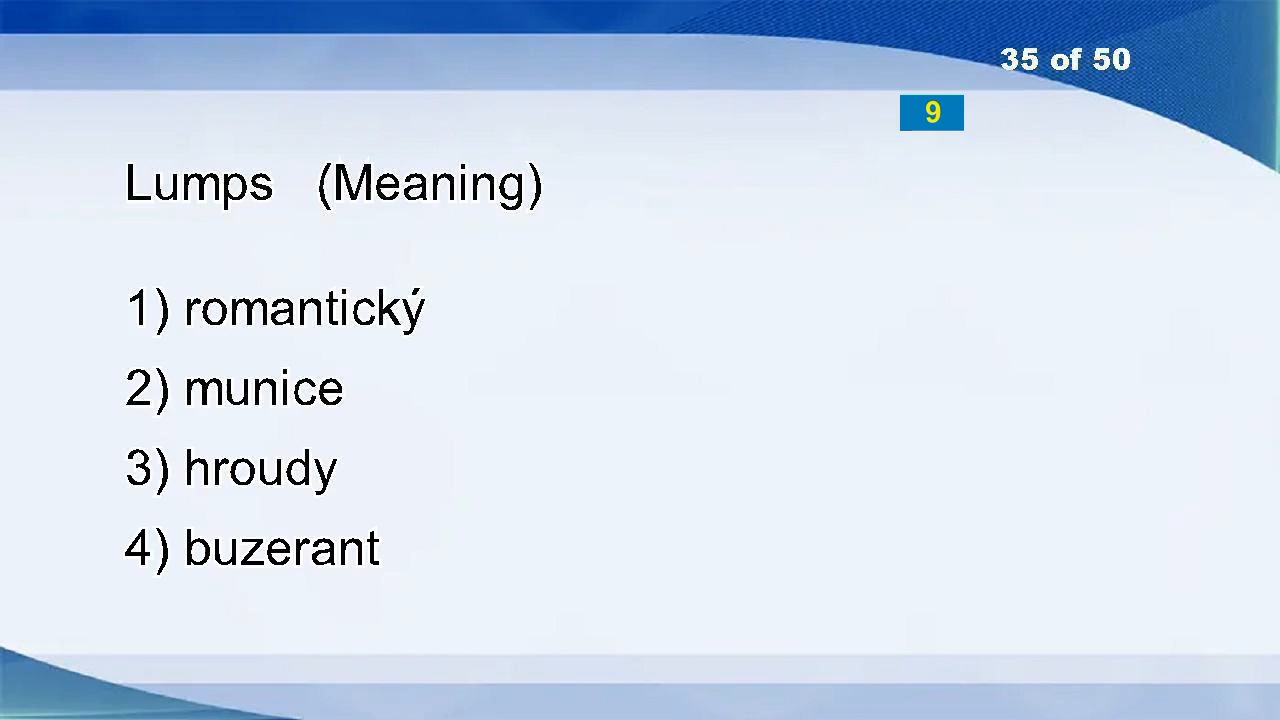 35 of 50
9
Lumps (Meaning)
1) romantický
2) munice
3) hroudy
4) buzerant